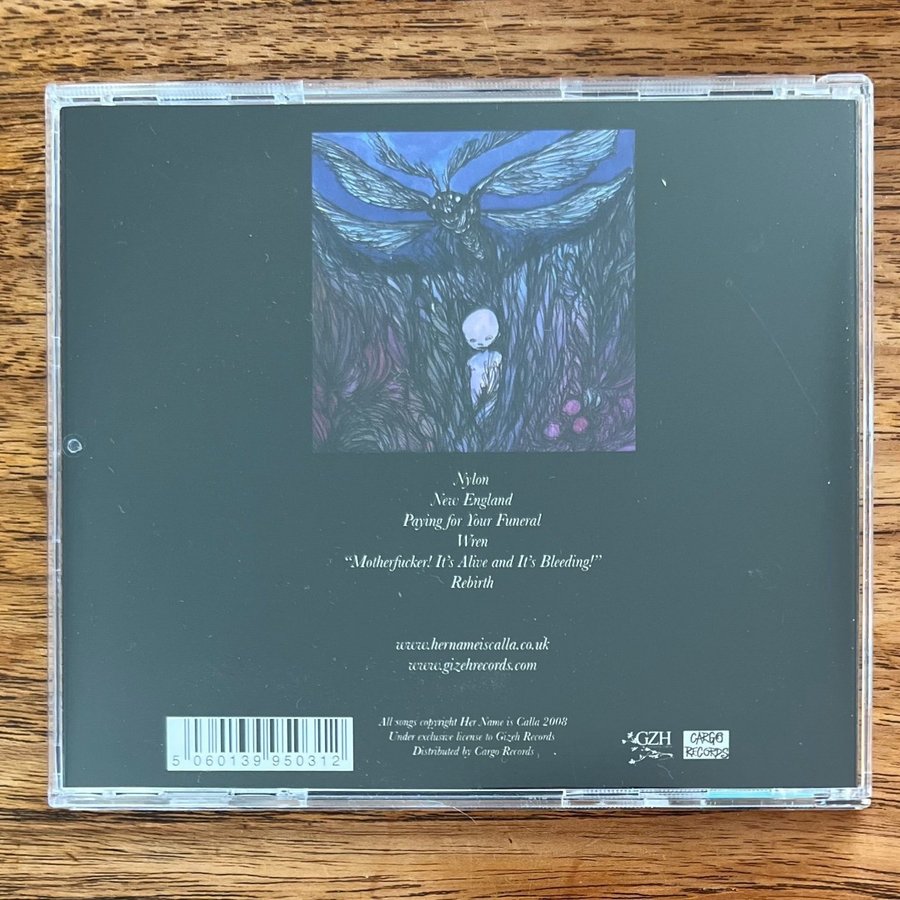 Nylon
New England
Paying for Your Funeral
Wren
“Motherfucker! It’s Alive and It’s Bleeding!”
Rebirth
www.hernameiscalla.co.uk
www.gizehrecords.com
All songs copyright Her Name is Calla 2008
Under exclusive license to Gizeh Records
Distributed by Cargo Records
5 060139 950312
GZH
CARGO
RECORDS